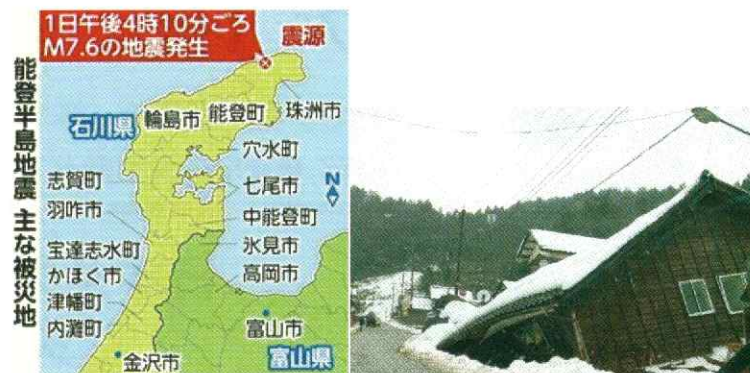 1日午後4時10分ごろ
M7.6の地震発生
震源
能登半島地震 主な被災地
石川県
輪島市
能登町
珠洲市
穴水町
志賀町
七尾市
N
羽咋市
中能登町
宝達志水町
氷見市
かほく市
高岡市
津幡町
内灘町
富山市
金沢市
富山県